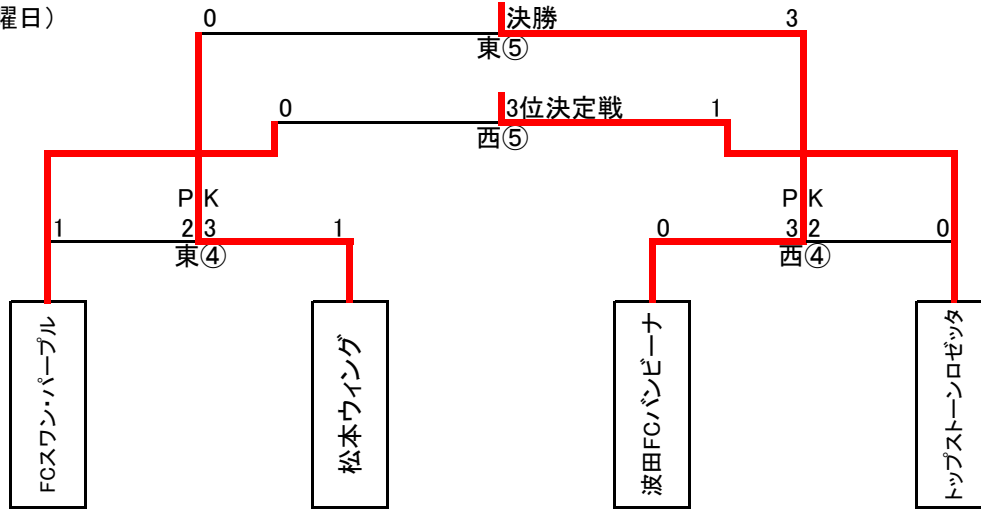 曜日）
0 決勝 3
東⑤
0 3位決定戦 1
西⑤
PK PK
1 2 3 1 0 3 2 0
東④ 西④
FCスワン・パープル
松本ウィング
波田FCバンビーナ
トップストーンロゼッタ